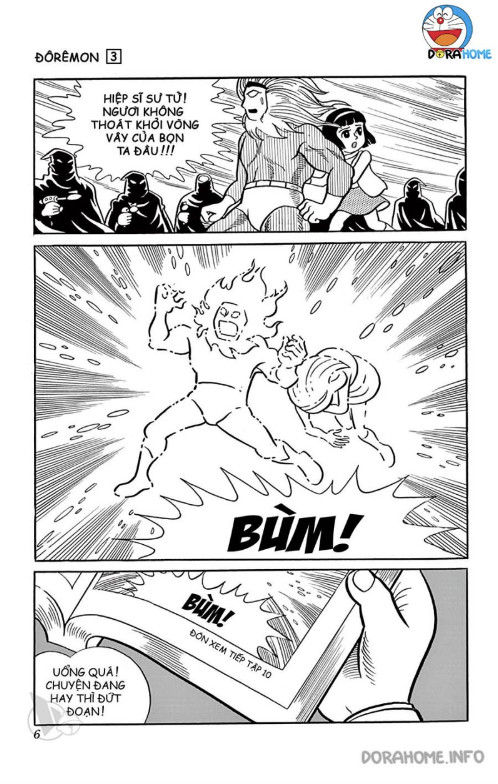 DORAHOME
ĐÔRÊMON 3
HIỆP SĨ SƯ TỬ!
NGƯƠI KHÔNG
THOÁT KHỎI VÒNG
VÂY CỦA BỌN
TA ĐÂU!!!
BÙM!
BÙM!
ĐÓN XEM TIẾP TẬP 10
UỔNG QUÁ!
CHUYỆN ĐANG
HAY THÌ ĐỨT
ĐOẠN!
6
DORAHOME.INFO